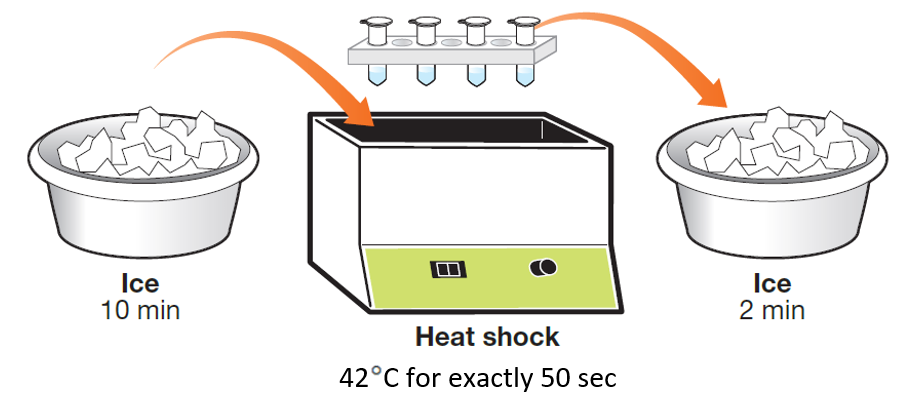 Ice
10 min
Heat shock
42°C for exactly 50 sec
Ice
2 min